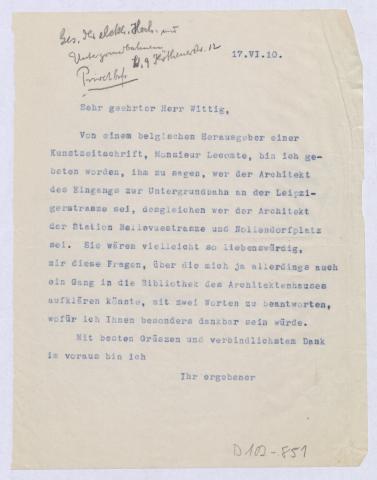 Ges. für elektr. Hoch- und
Untergrundbahnen
W. 9 Köthenerstr. 12
Privatbf.
17.VI.10.
Sehr geehrter Herr Wittig,
Von einem belgischen Herausgeber einer
Kunstzeitschrift, Monsieur Lecomte, bin ich ge-
beten worden, ihm zu sagen, wer der Architekt
des Eingangs zur Untergrundbahn an der Leipzi-
gerstrasse sei, desgleichen wer der Architekt
der Station Bellevuestrasse und Nollendorfplatz
sei. Sie wären vielleicht so liebenswürdig,
mir diese Fragen, über die mich ja allerdings auch
ein Gang in die Bibliothek des Architektenhauses
aufklären könnte, mit zwei Worten zu beantworten,
wofür ich Ihnen besonders dankbar sein würde.
Mit besten Grüszen und verbindlichstem Dank
im voraus bin ich
Ihr ergebener
D102-851